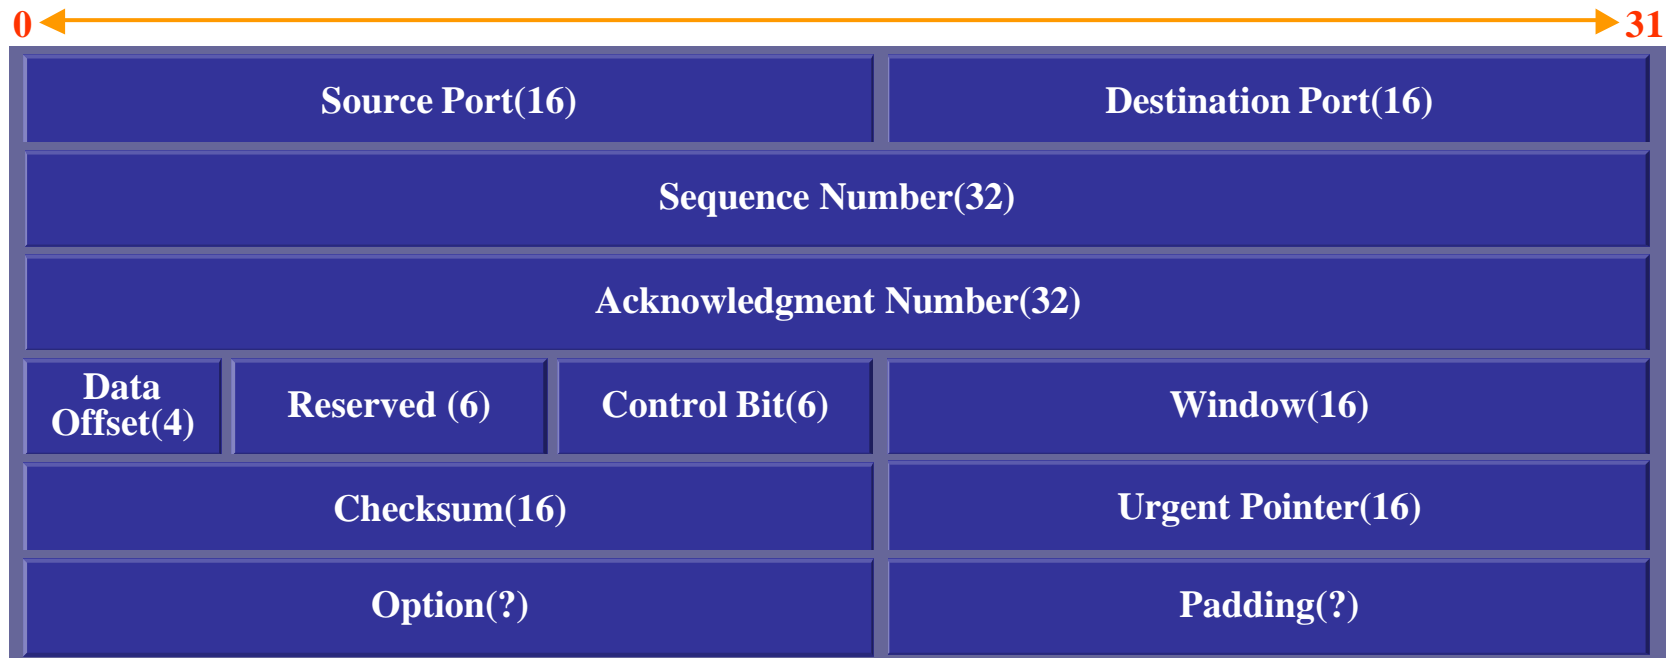 0 31
Source Port(16) Destination Port(16)
Sequence Number(32)
Acknowledgment Number(32)
Data
Offset(4) Reserved (6) Control Bit(6) Window(16)
Checksum(16) Urgent Pointer(16)
Option(?) Padding(?)